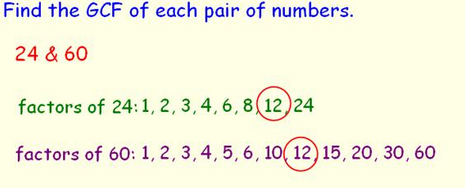 Find the GCF of each pair of numbers.
24 & 60
factors of 24: 1, 2, 3, 4, 6, 8, 12, 24
factors of 60: 1, 2, 3, 4, 5, 6, 10, 12, 15, 20, 30, 60